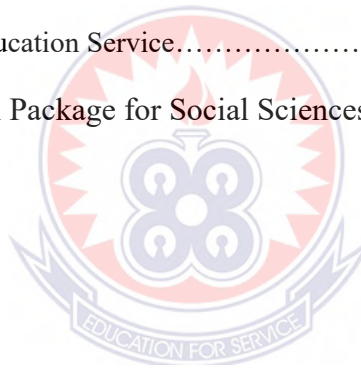 ucation Service…………………
Package for Social Sciences
EDUCATION FOR SERVICE